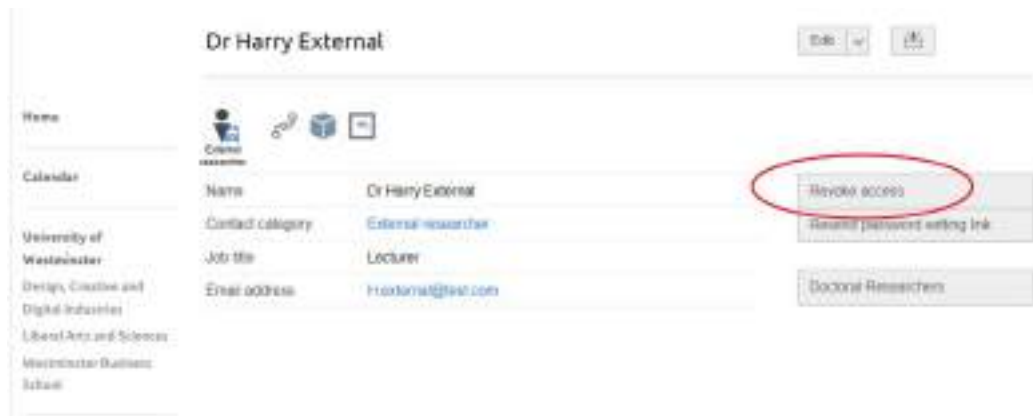 Dr Harry External
Edit
Home
Calendar
University of
Westminster
Design, Creative and
Digital Industries
Liberal Arts and Sciences
Westminster Business
School
External
researcher
Name Dr Harry External
Contact category External researcher
Job title Lecturer
Email address
Revoke access
Resend password setting link
Doctoral Researchers